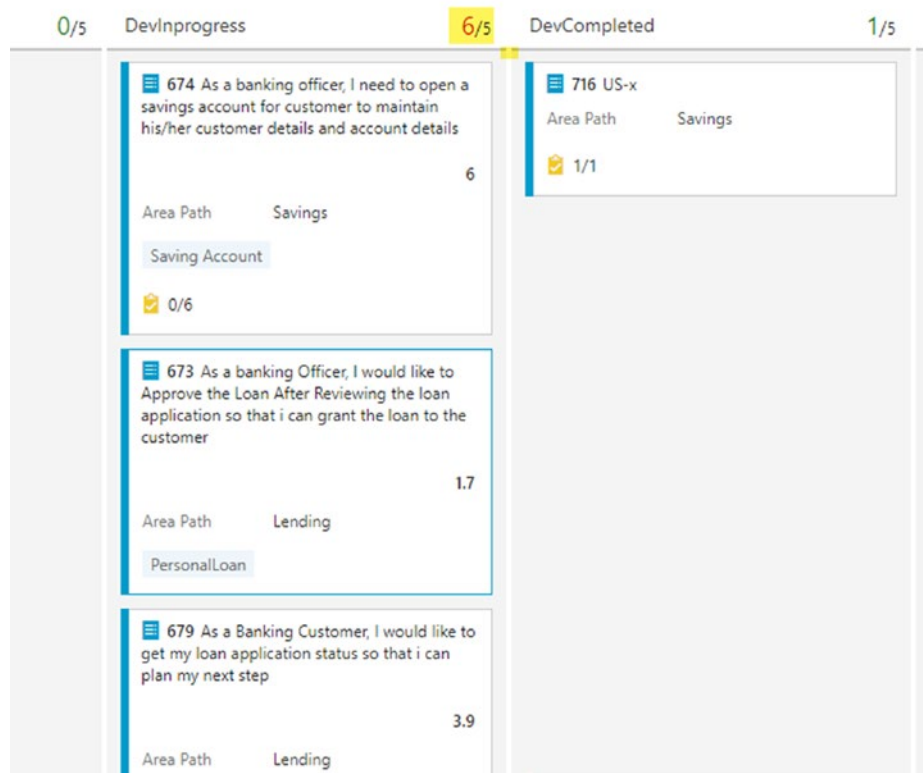 0/5
DevInprogress 6/5
674 As a banking officer, I need to open a
savings account for customer to maintain
his/her customer details and account details
6
Area Path Savings
Saving Account
0/6
673 As a banking Officer, I would like to
Approve the Loan After Reviewing the loan
application so that i can grant the loan to the
customer
1.7
Area Path Lending
PersonalLoan
679 As a Banking Customer, I would like to
get my loan application status so that i can
plan my next step
3.9
Area Path Lending
DevCompleted 1/5
716 US-x
Area Path Savings
1/1